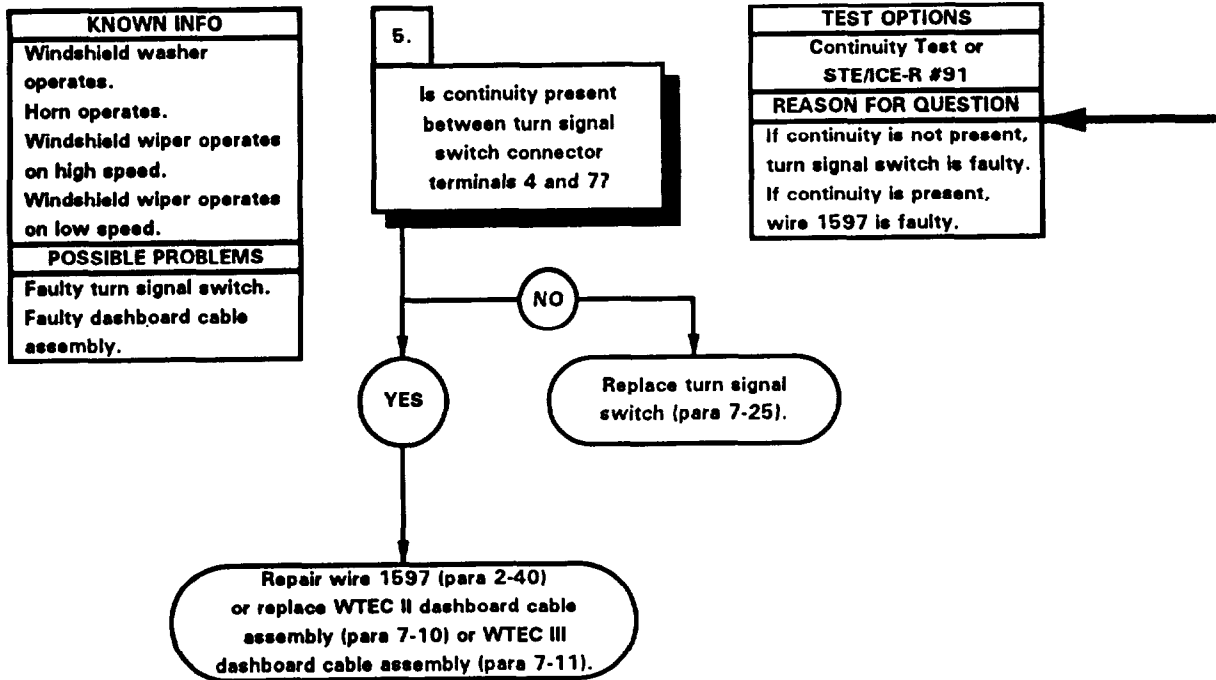 KNOWN INFO
Windshield washer
operates.
Horn operates.
Windshield wiper operates
on high speed.
Windshield wiper operates
on low speed.
POSSIBLE PROBLEMS
Faulty turn signal switch.
Faulty dashboard cable
assembly.
5.
Is continuity present
between turn signal
switch connector
terminals 4 and 7?
TEST OPTIONS
Continuity Test or
STE/ICE-R #91
REASON FOR QUESTION
If continuity is not present,
turn signal switch is faulty.
If continuity is present,
wire 1597 is faulty.
NO
YES
Replace turn signal
switch (para 7-25).
Repair wire 1597 (para 2-40)
or replace WTEC II dashboard cable
assembly (para 7-10) or WTEC III
dashboard cable assembly (para 7-11).